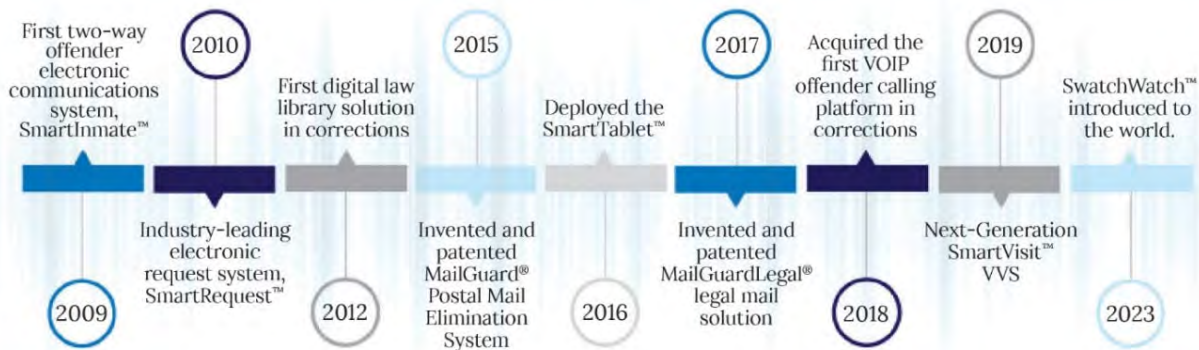 First two-way
offender
electronic
communications
system,
SmartInmate™
2009
2010
Industry-leading
electronic
request system,
SmartRequest™
First digital law
library solution
in corrections
2012
2015
Invented and
patented
MailGuard®
Postal Mail
Elimination
System
Deployed the
SmartTablet™
2016
2017
Invented and
patented
MailGuardLegal®
legal mail
solution
Acquired the
first VOIP
offender calling
platform in
corrections
2018
2019
Next-Generation
SmartVisit™
VVS
SwatchWatch™
introduced to
the world.
2023